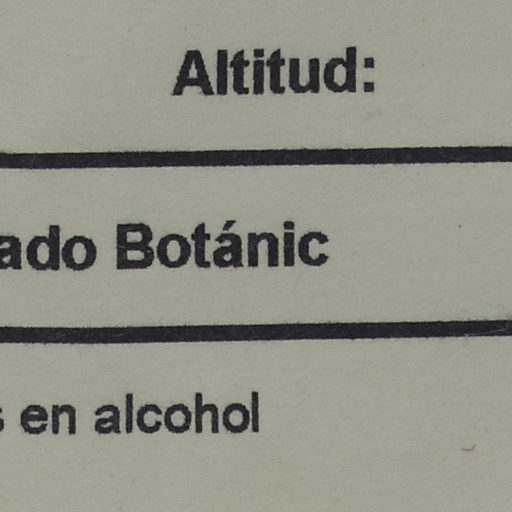 Altitud:
ado Botánic
s en alcohol